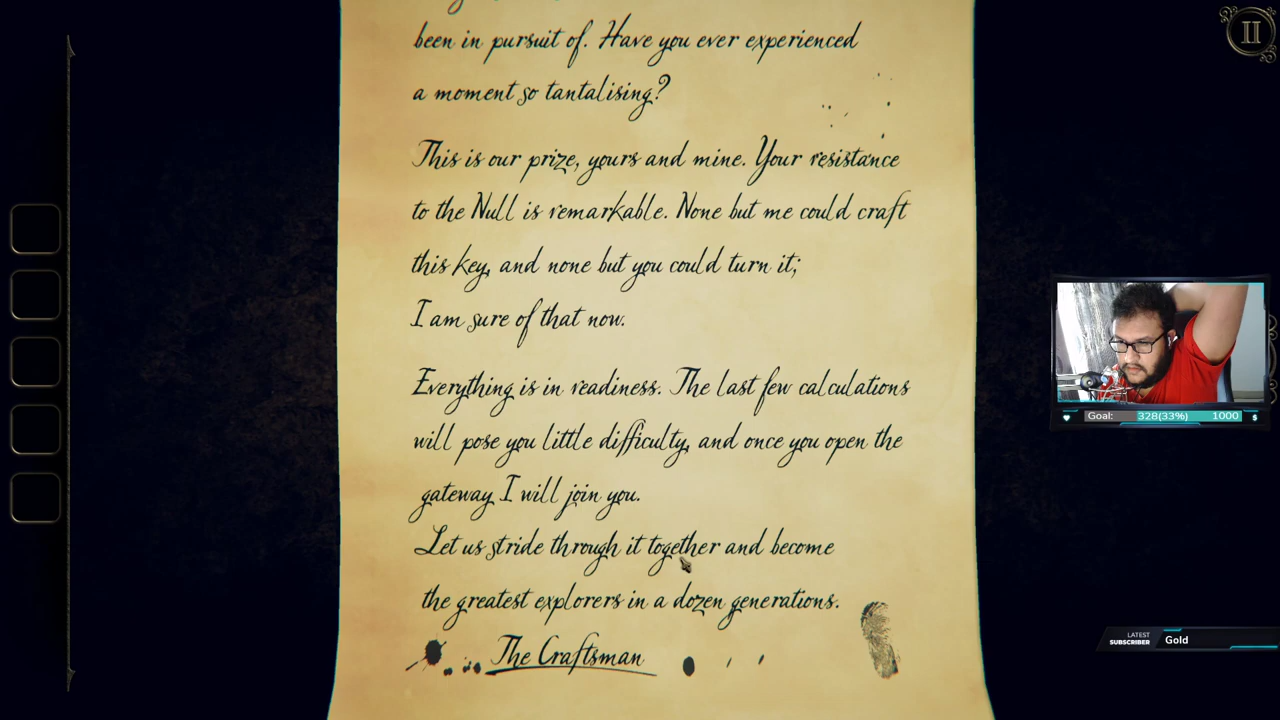 been in pursuit of. Have you ever experienced
a moment so tantalising?
This is our prize, yours and mine. Your resistance
to the Null is remarkable. None but me could craft
this key, and none but you could turn it;
I am sure of that now.
Everything is in readiness. The last few calculations
will pose you little difficulty, and once you open the
gateway I will join you.
Let us stride through it together and become
the greatest explorers in a dozen generations.
The Craftsman
Goal: 328(33%) 1000 $
LATEST
SUBSCRIBER
Gold